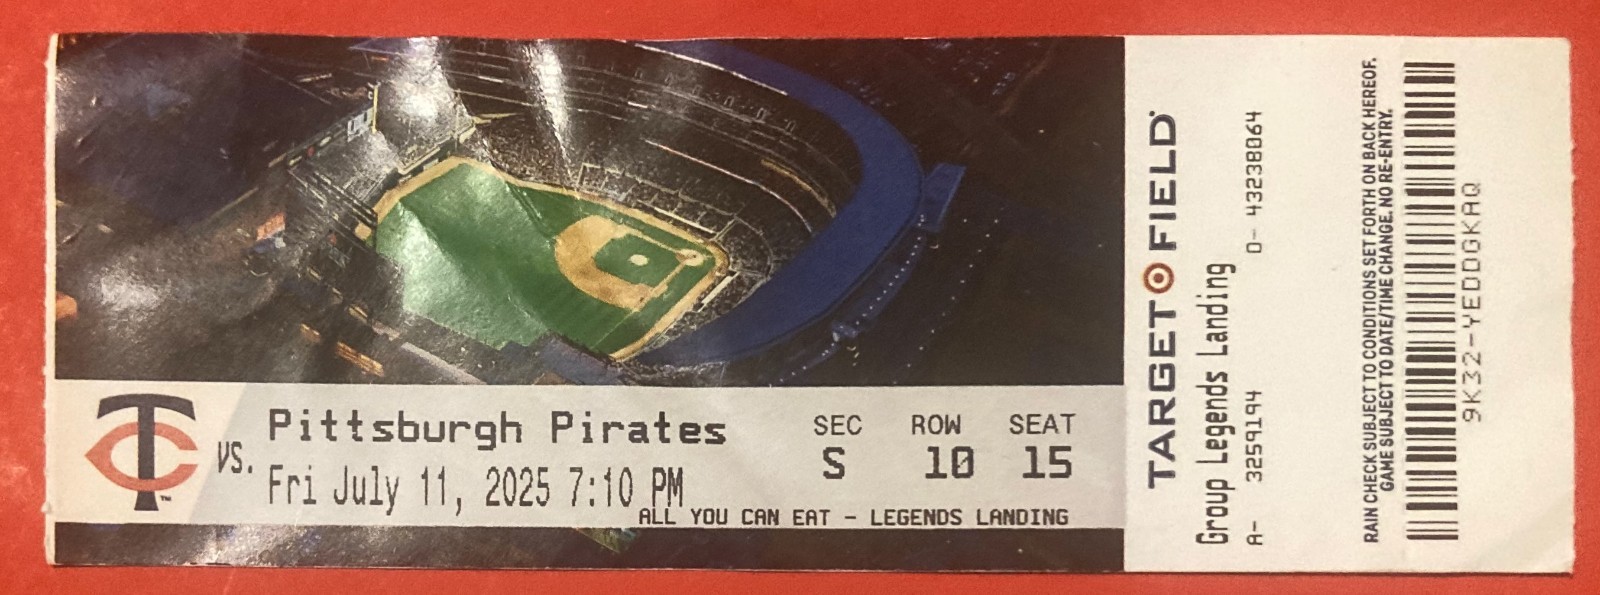 TC
™
vs.
Pittsburgh Pirates
Fri July 11, 2025 7:10 PM
SEC ROW SEAT
S 10 15
ALL YOU CAN EAT - LEGENDS LANDING
TARGET FIELD
Group Legends Landing
A- 3259194 O- 43238064
RAIN CHECK SUBJECT TO CONDITIONS SET FORTH ON BACK HEREOF.
GAME SUBJECT TO DATE/TIME CHANGE. NO RE-ENTRY.
9K32-YEDDGKAQ